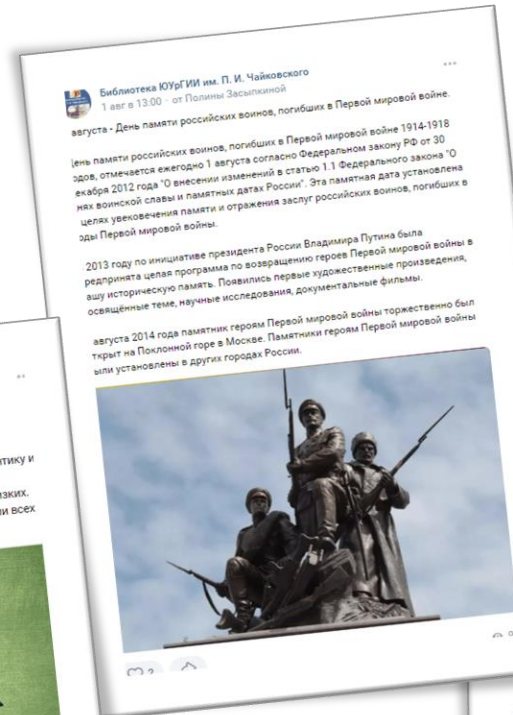 Библиотека ЮУрГИИ им. П. И. Чайковского
1 авг в 13:00 · от Полины Засыпкиной
августа - День памяти российских воинов, погибших в Первой мировой войне.
ень памяти российских воинов, погибших в Первой мировой войне 1914-1918
одов, отмечается ежегодно 1 августа согласно Федеральном закону РФ от 30
екабря 2012 года "О внесении изменений в статью 1.1 Федерального закона "О
нях воинской славы и памятных датах России". Эта памятная дата установлена
целях увековечения памяти и отражения заслуг российских воинов, погибших в
оды Первой мировой войны.
2013 году по инициативе президента России Владимира Путина была
редпринята целая программа по возвращению героев Первой мировой войны в
ашу историческую память. Появились первые художественные произведения,
освящённые теме, научные исследования, документальные фильмы.
августа 2014 года памятник героям Первой мировой войны торжественно был
ткрыт на Поклонной горе в Москве. Памятники героям Первой мировой войны
ыли установлены в других городах России.
тику и
изких.
и всех